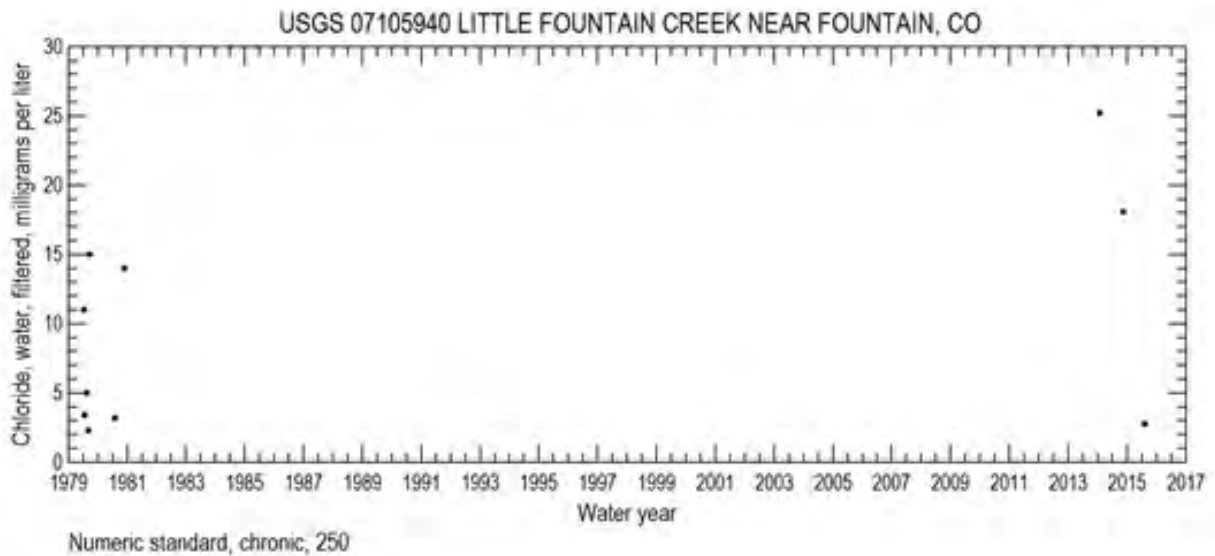 USGS 07105940 LITTLE FOUNTAIN CREEK NEAR FOUNTAIN, CO
Chloride, water, filtered, milligrams per liter
30
25
20
15
10
5
0
1979 1981 1983 1985 1987 1989 1991 1993 1995 1997 1999 2001 2003 2005 2007 2009 2011 2013 2015 2017
Water year
Numeric standard, chronic, 250